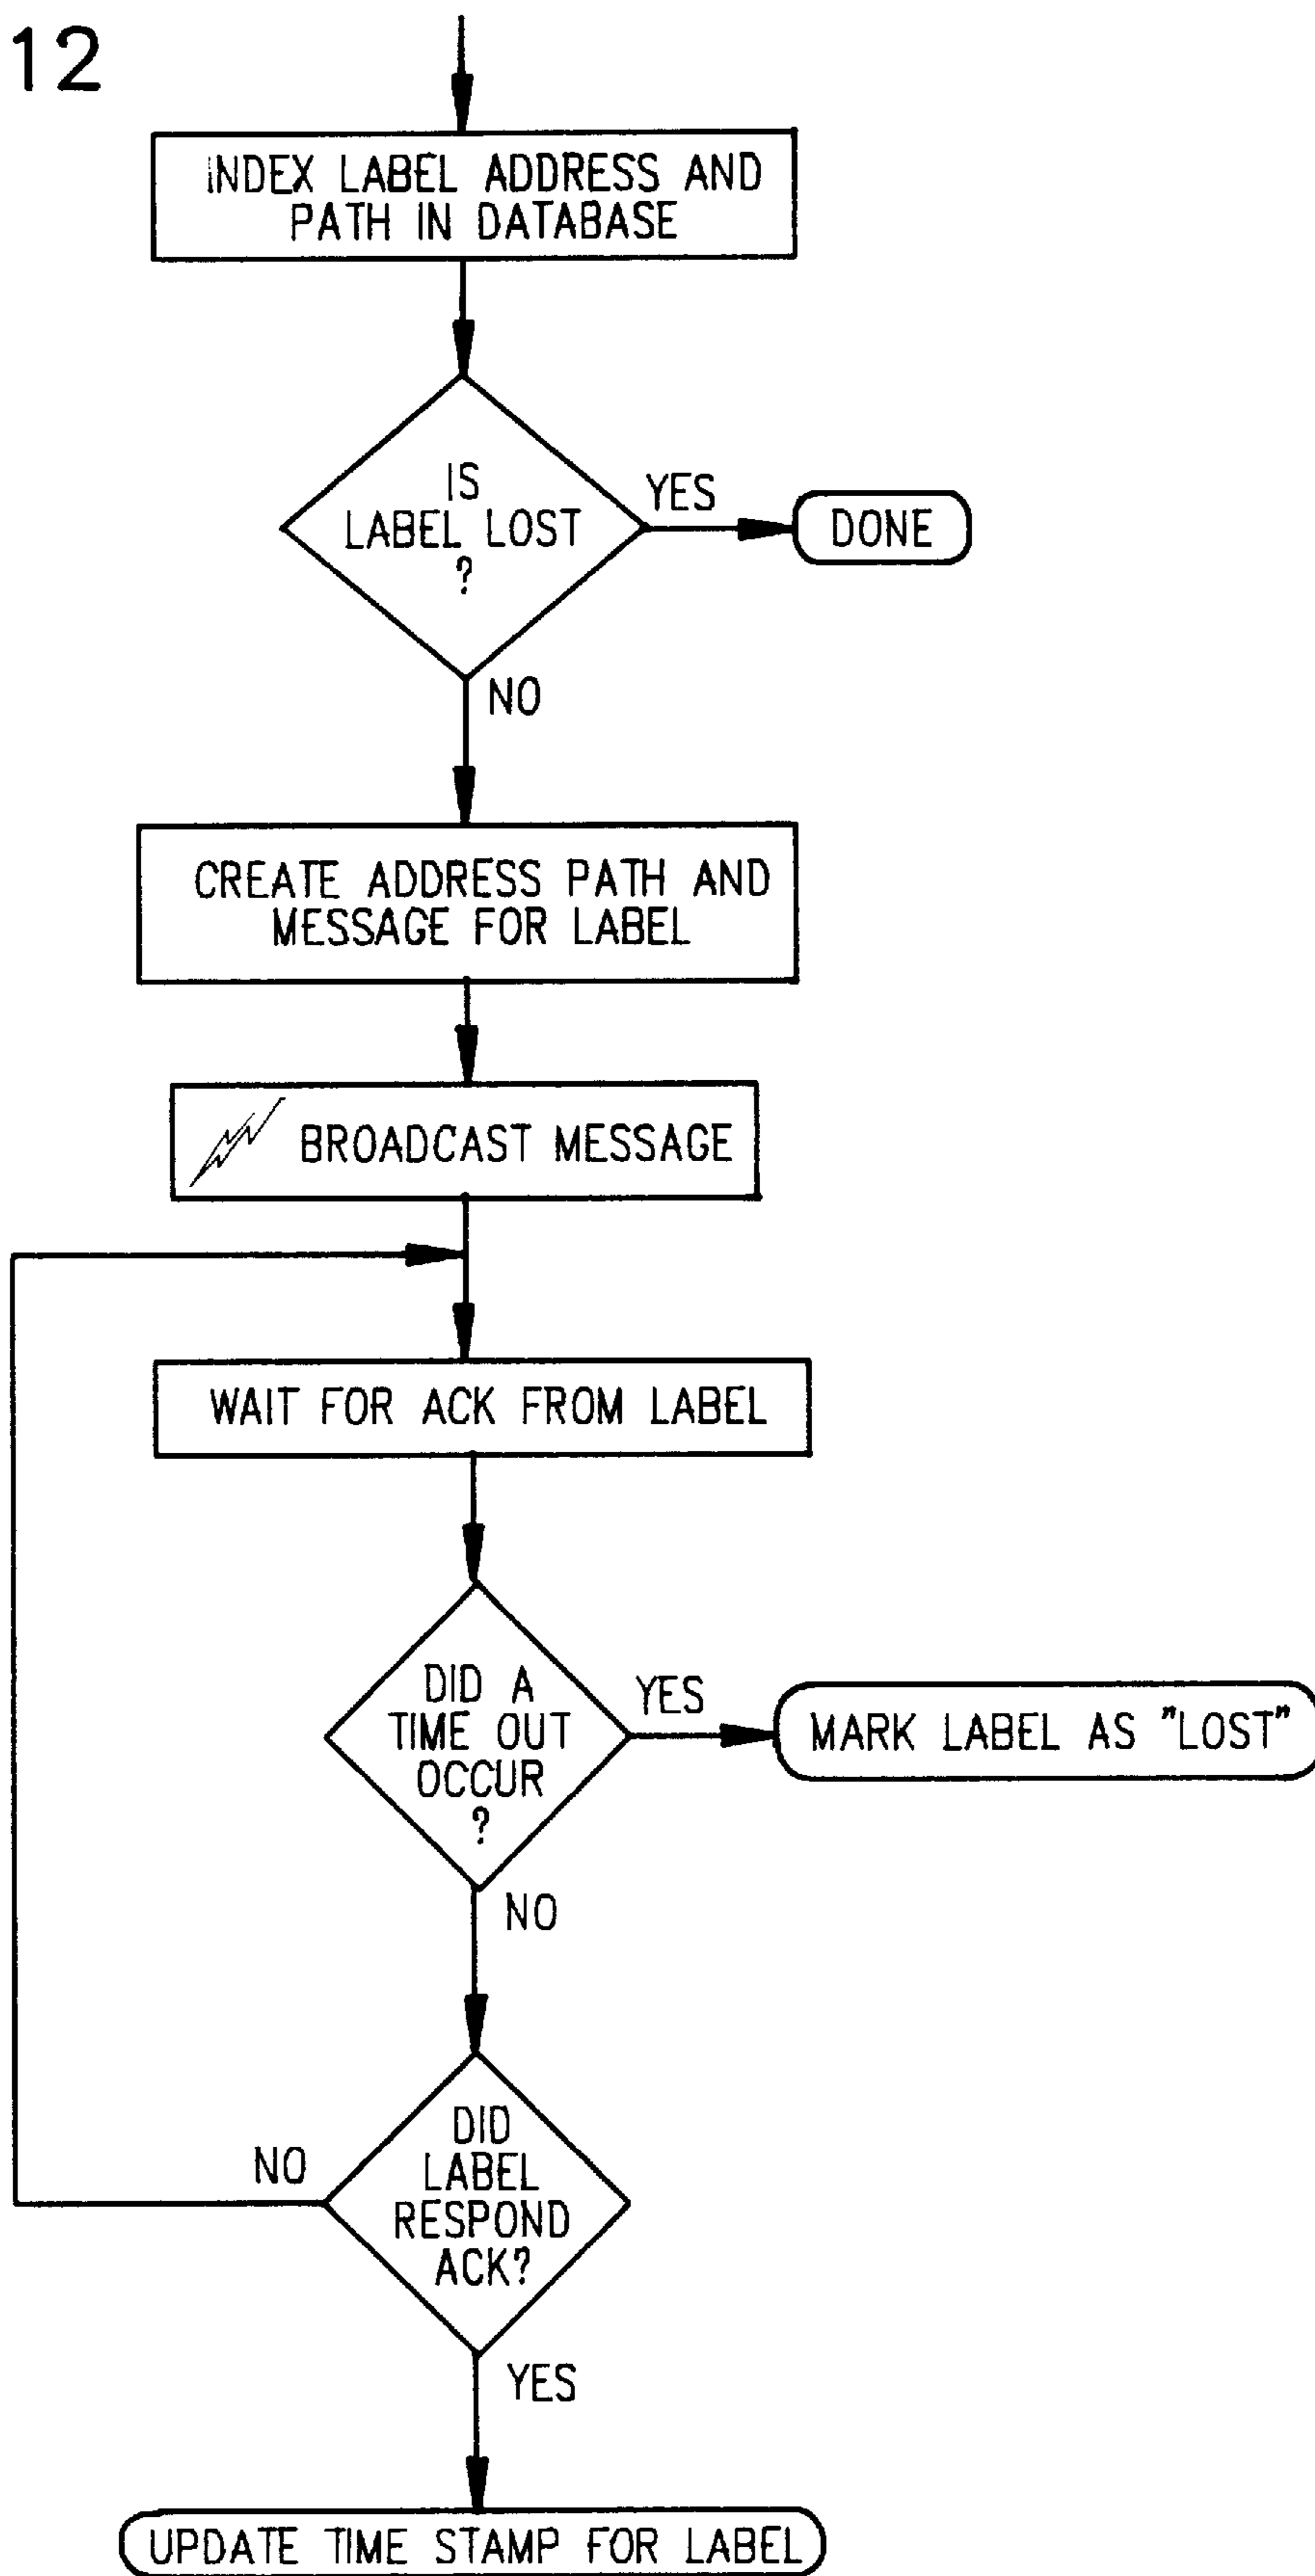 12
INDEX LABEL ADDRESS AND
PATH IN DATABASE
IS
LABEL LOST
?
YES
DONE
NO
CREATE ADDRESS PATH AND
MESSAGE FOR LABEL
BROADCAST MESSAGE
WAIT FOR ACK FROM LABEL
DID A
TIME OUT
OCCUR
?
YES
MARK LABEL AS "LOST"
NO
DID
LABEL
RESPOND
ACK?
NO
YES
UPDATE TIME STAMP FOR LABEL